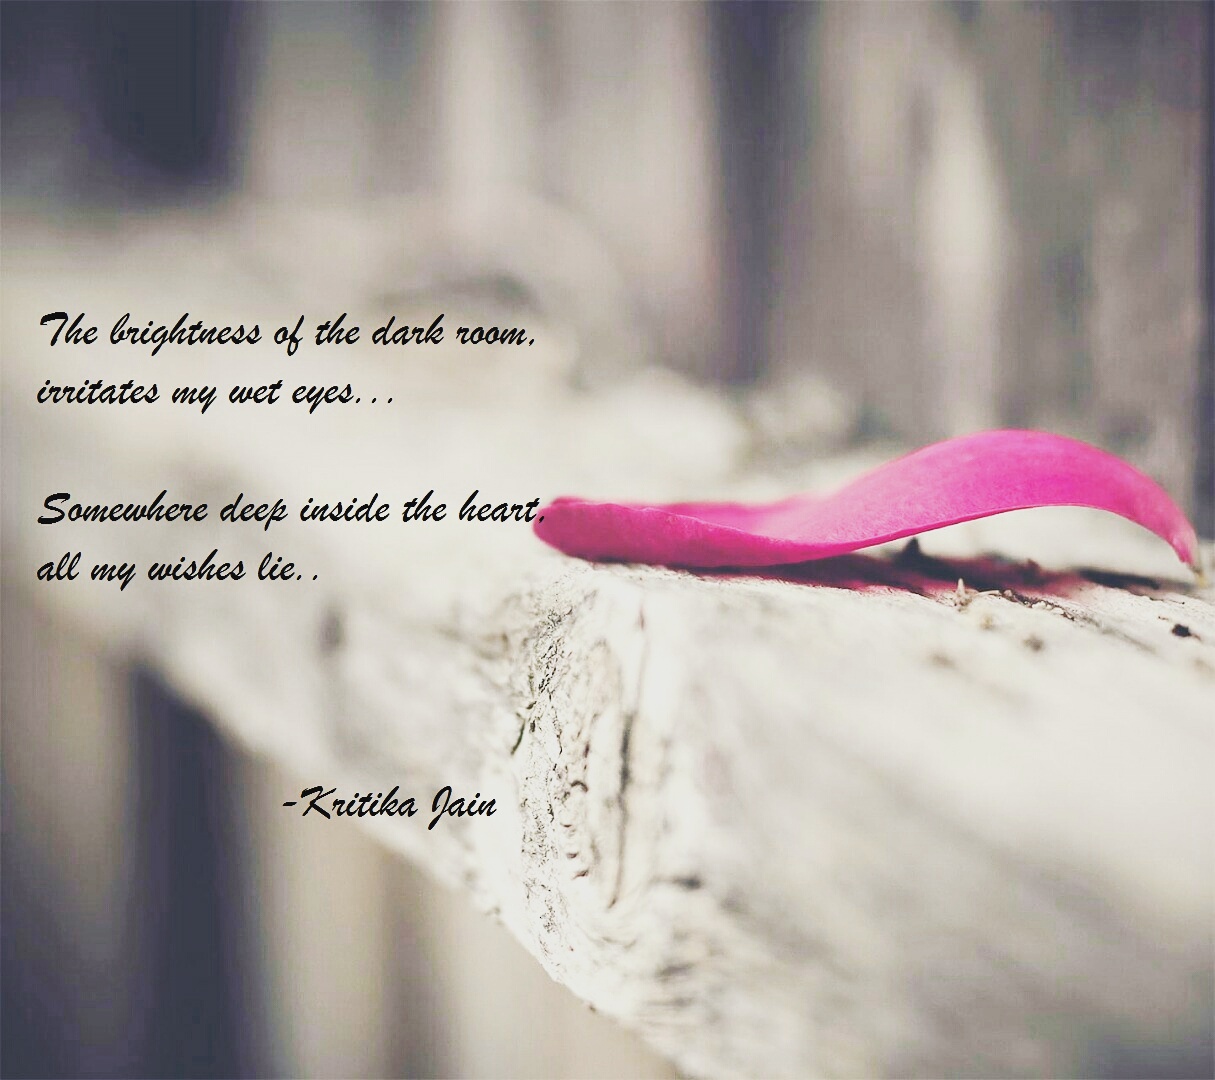 The brightness of the dark room,
irritates my wet eyes...
Somewhere deep inside the heart,
all my wishes lie..
-Kritika Jain